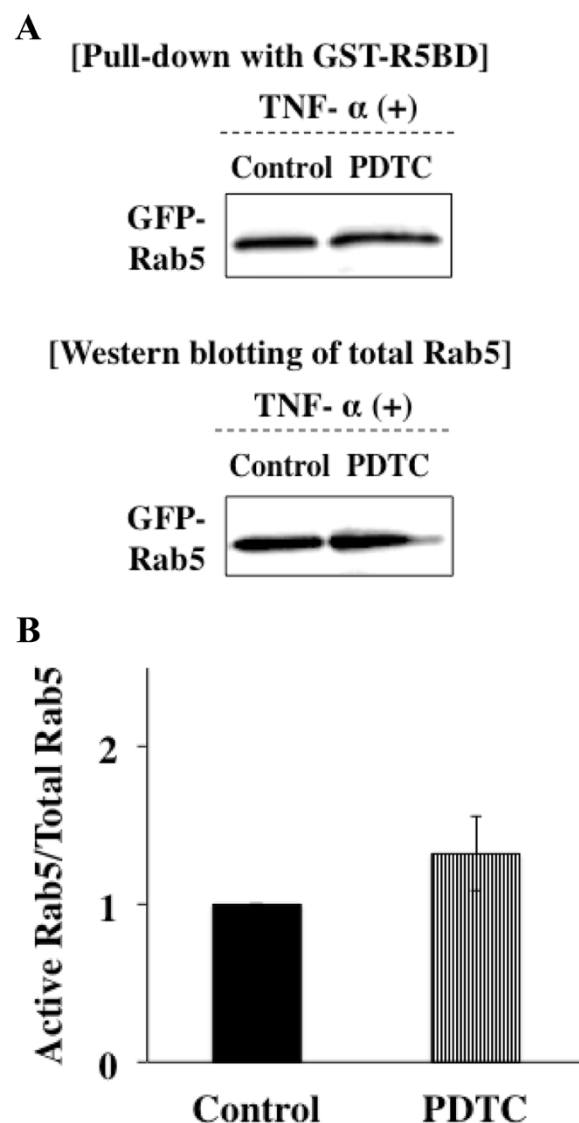 A
[Pull-down with GST-R5BD]
TNF- α (+)
Control PDTC
GFP-
Rab5
[Western blotting of total Rab5]
TNF- α (+)
Control PDTC
GFP-
Rab5
B
Active Rab5/Total Rab5
2
1
0
Control PDTC